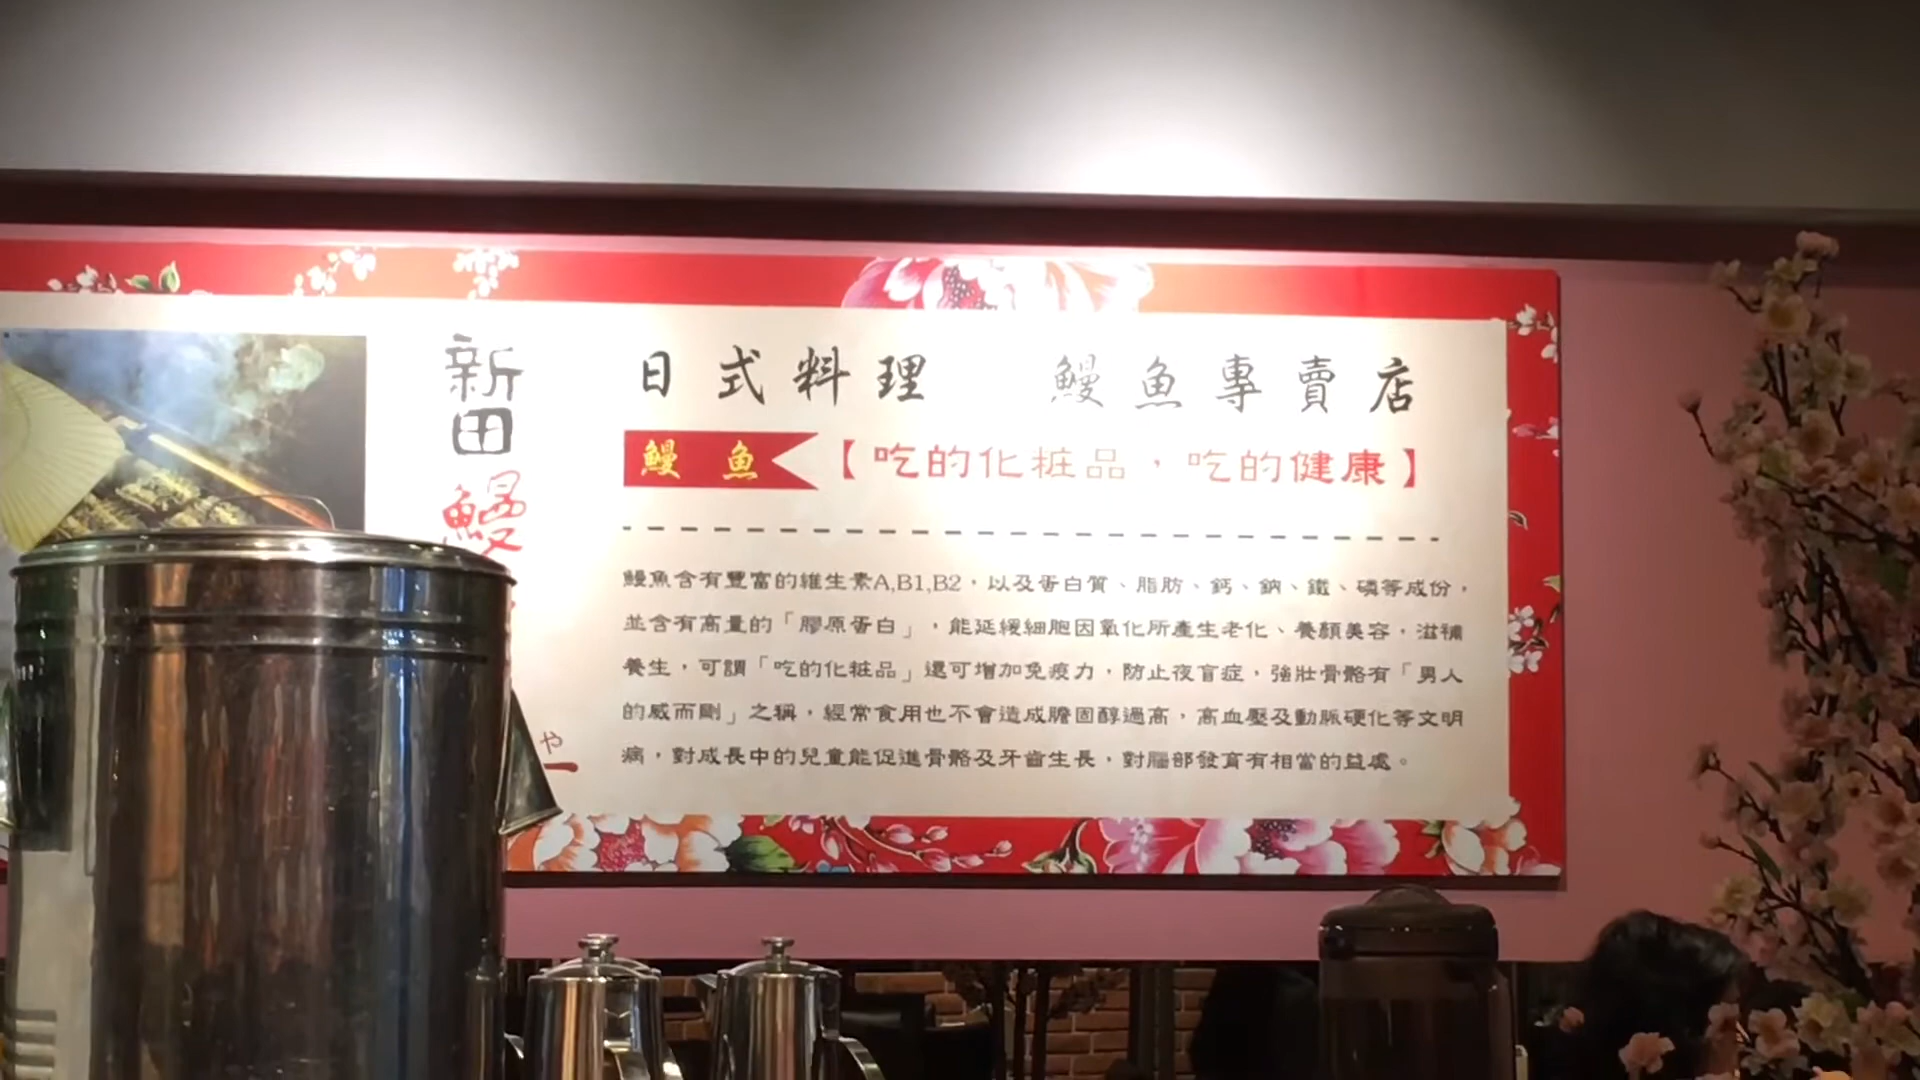 新田鰻
や
日式料理 鰻魚專賣店
鰻魚【吃的化粧品,吃的健康】
鰻魚含有豐富的維生素A,B1,B2,以及蛋白質、脂肪、鈣、鈉、鐵、磷等成份,
並含有高量的「膠原蛋白」,能延緩細胞因氧化所產生老化、養顏美容,滋補
養生,可謂「吃的化粧品」還可增加免疫力,防止夜盲症,強壯骨骼有「男人
的威而剛」之稱,經常食用也不會造成膽固醇過高,高血壓及動脈硬化等文明
病,對成長中的兒童能促進骨骼及牙齒生長,對腦部發育有相當的益處。